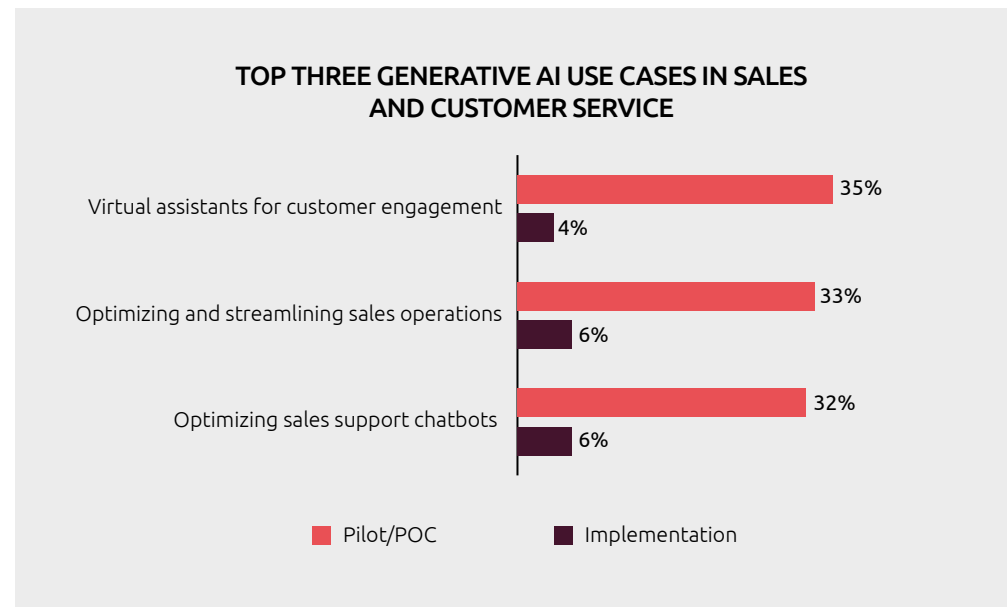 TOP THREE GENERATIVE AI USE CASES IN SALES
AND CUSTOMER SERVICE
Virtual assistants for customer engagement
35%
4%
Optimizing and streamlining sales operations
33%
6%
Optimizing sales support chatbots
32%
6%
Pilot/POC
Implementation